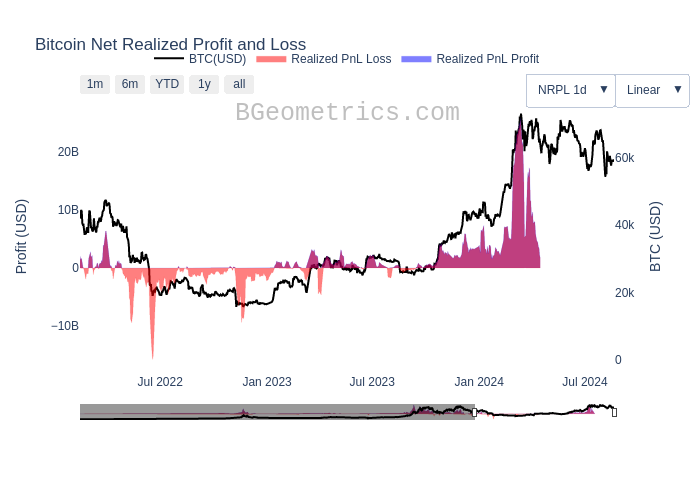 Bitcoin Net Realized Profit and Loss
BTC(USD) Realized PnL Loss Realized PnL Profit
1m 6m YTD 1y all
NRPL 1d ▼ Linear ▼
BGeometrics.com
20B
10B
0
−10B
Profit (USD)
60k
40k
20k
0
BTC (USD)
Jul 2022 Jan 2023 Jul 2023 Jan 2024 Jul 2024